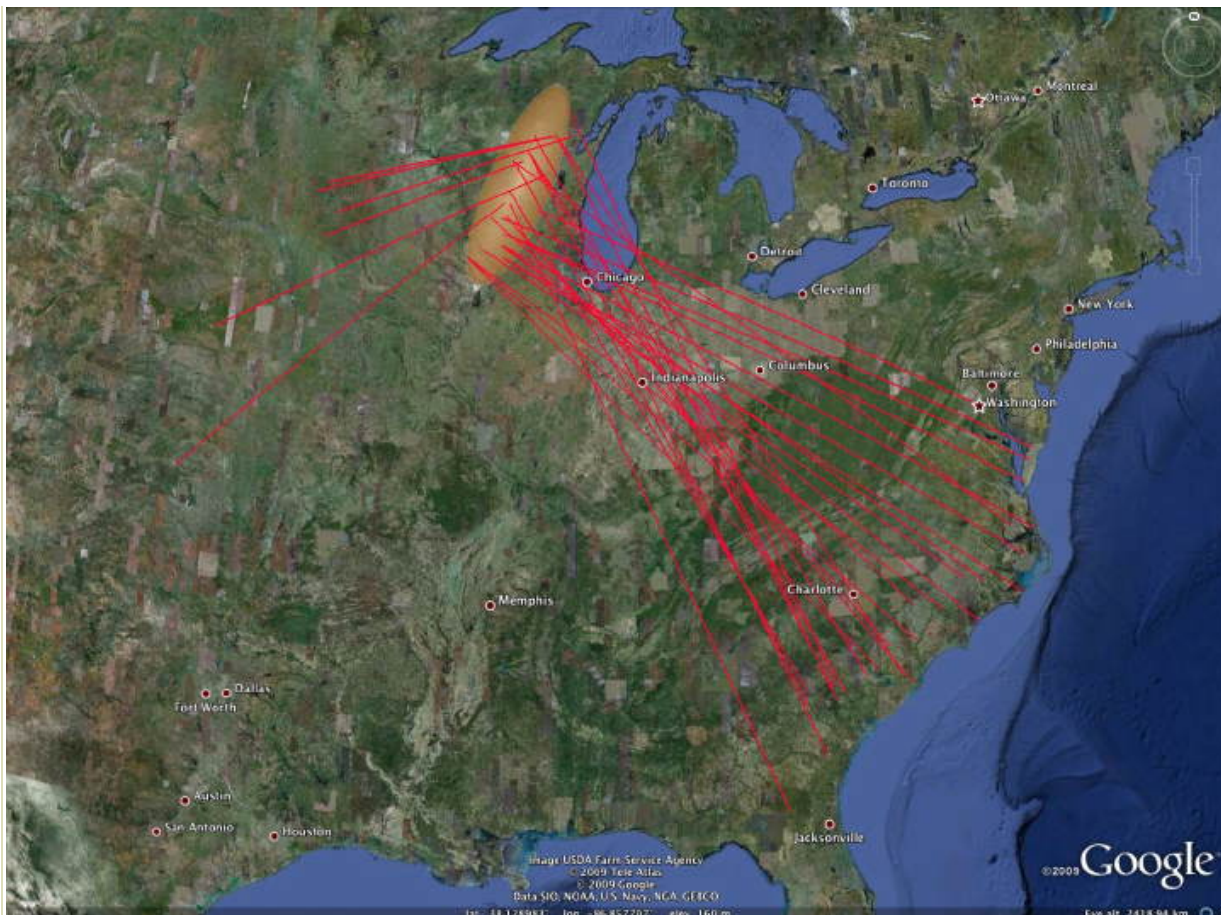 Ottawa
Montreal
Toronto
Detroit
Chicago
Cleveland
New York
Philadelphia
Columbus
Baltimore
Indianapolis
Washington
Charlotte
Memphis
Dallas
Fort Worth
Austin
San Antonio
Houston
Jacksonville
Image USDA Farm Service Agency
© 2009 Tele Atlas
© 2009 Google
Data SIO, NOAA, U.S. Navy, NGA, GEBCO
©2009 Google